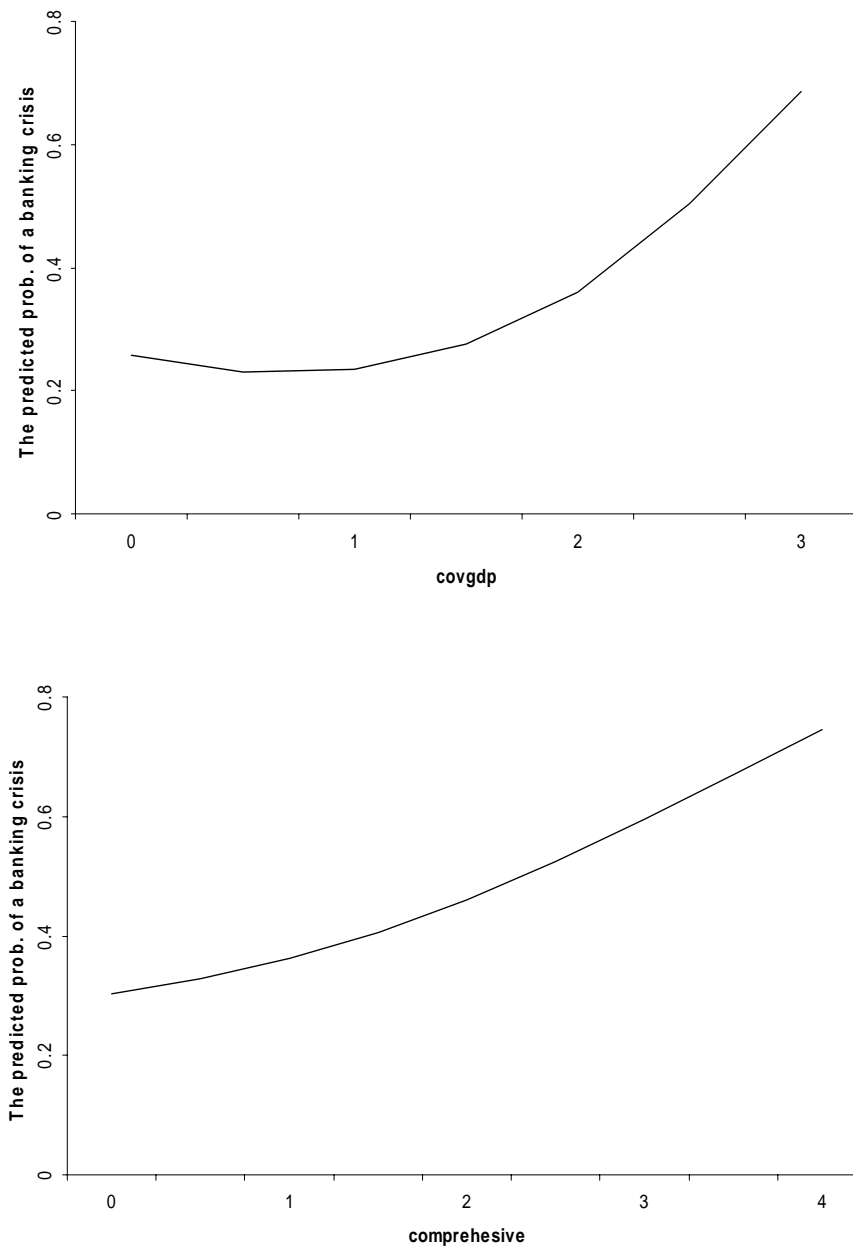 The predicted prob. of a banking crisis
0.8
0.6
0.4
0.2
0
0 1 2 3
covgdp
The predicted prob. of a banking crisis
0.8
0.6
0.4
0.2
0
0 1 2 3 4
comprehesive